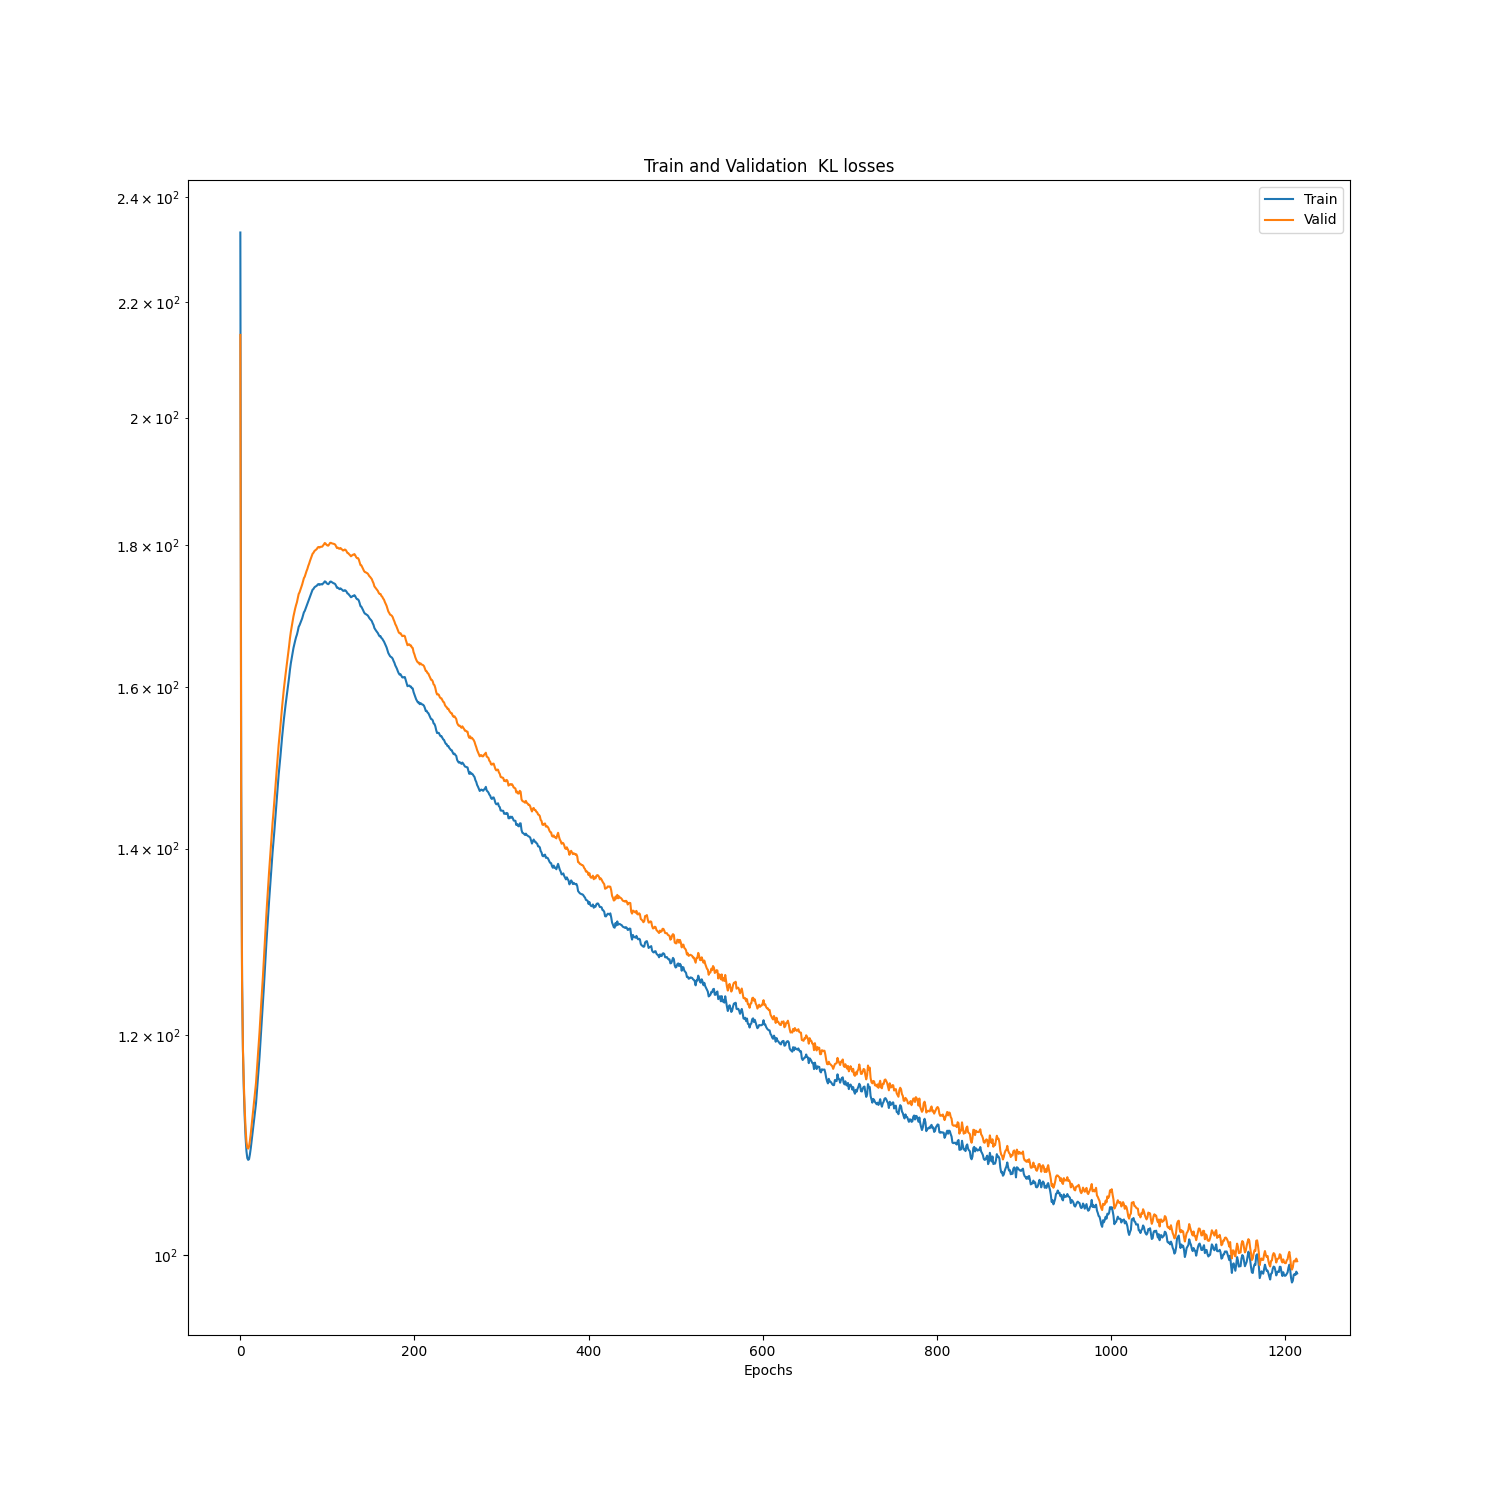 Train and Validation  KL losses
2.4 × 10²
2.2 × 10²
2 × 10²
1.8 × 10²
1.6 × 10²
1.4 × 10²
1.2 × 10²
10²
Train
Valid
0 200 400 600 800 1000 1200
Epochs